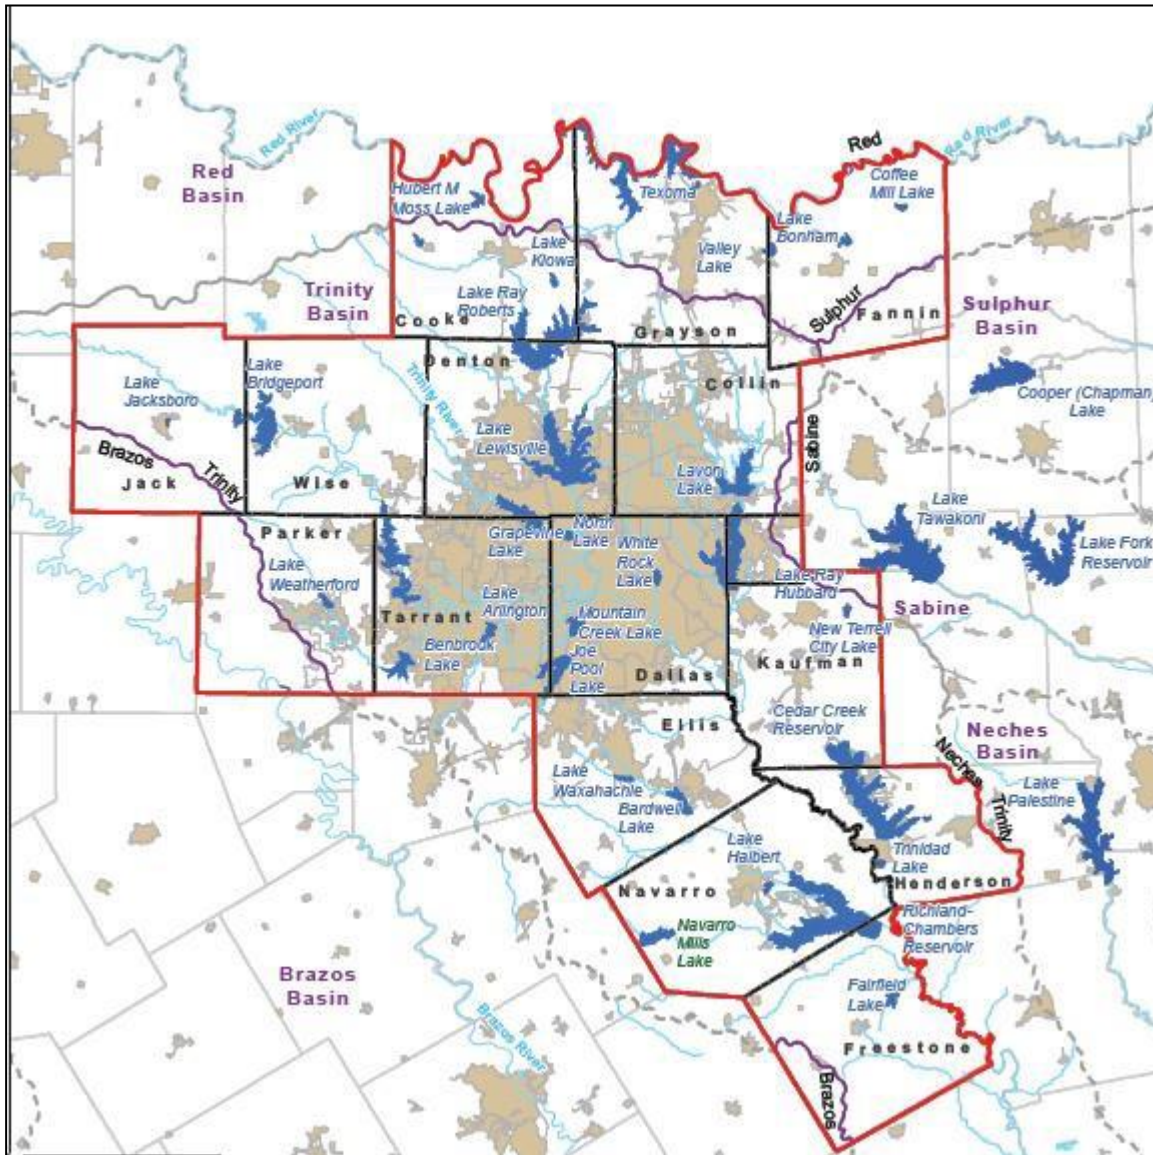 Red River
Red
Red River
Red
Basin
Hubert M
Moss Lake
Texoma
Coffee
Mill Lake
Lake
Bonham
Lake
Kiowa
Valley
Lake
Trinity
Basin
Lake Ray
Roberts
Cooke
Grayson
Sulphur
Fannin
Sulphur
Basin
Denton
Collin
Lake
Bridgeport
Lake
Jacksboro
Trinity River
Cooper (Chapman)
Lake
Lake
Lewisville
Sabine
Brazos
Trinity
Jack
Wise
Lavon
Lake
Lake
Tawakoni
Parker
Grapevine
Lake
North
Lake
White
Rock
Lake
Lake Fork
Reservoir
Lake
Weatherford
Lake Ray
Hubbard
Lake
Arlington
Tarrant
Mountain
Creek Lake
Joe
Pool
Lake
Benbrook
Lake
New Terrell
City Lake
Sabine
Kaufman
Dallas
Ellis
Cedar Creek
Reservoir
Neches
Basin
Neches
Trinity
Lake
Palestine
Lake
Waxahachie
Bardwell
Lake
Lake
Halbert
Trinidad
Lake
Henderson
Navarro
Navarro
Mills
Lake
Richland-
Chambers
Reservoir
Brazos
Basin
Fairfield
Lake
Brazos River
Freestone
Brazos